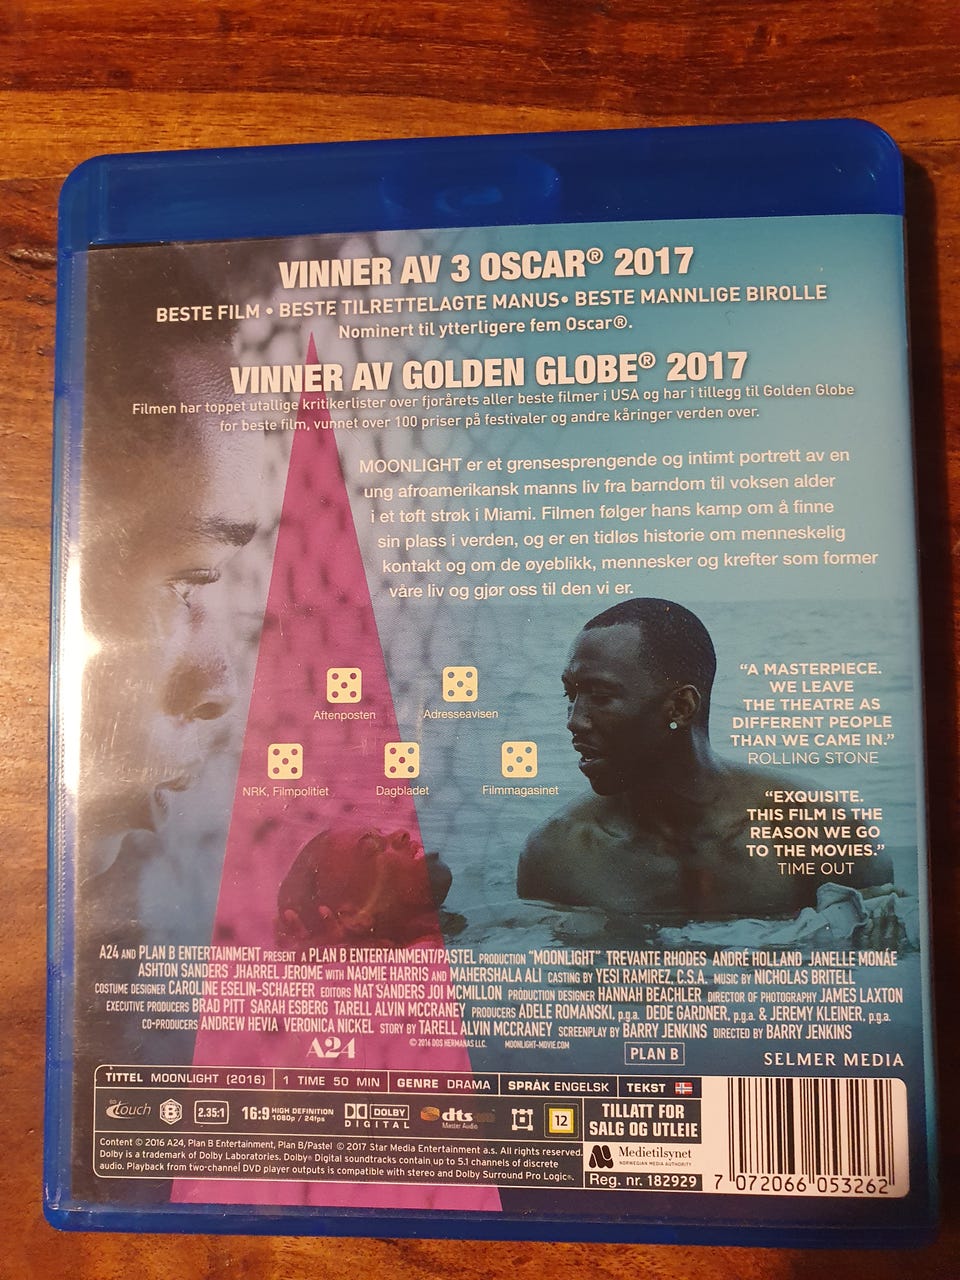 VINNER AV 3 OSCAR® 2017
BESTE FILM • BESTE TILRETTELAGTE MANUS • BESTE MANNLIGE BIROLLE
Nominert til ytterligere fem Oscar®.
VINNER AV GOLDEN GLOBE® 2017
Filmen har toppet utallige kritikerlister over fjorårets aller beste filmer i USA og har i tillegg til Golden Globe
for beste film, vunnet over 100 priser på festivaler og andre kåringer verden over.
MOONLIGHT er et grensesprengende og intimt portrett av en
ung afroamerikansk manns liv fra barndom til voksen alder
i et tøft strøk i Miami. Filmen følger hans kamp om å finne
sin plass i verden, og er en tidløs historie om menneskelig
kontakt og om de øyeblikk, mennesker og krefter som former
våre liv og gjør oss til den vi er.
Aftenposten
Adresseavisen
NRK, Filmpolitiet
Dagbladet
Filmmagasinet
“A MASTERPIECE.
WE LEAVE
THE THEATRE AS
DIFFERENT PEOPLE
THAN WE CAME IN.”
ROLLING STONE
“EXQUISITE.
THIS FILM IS THE
REASON WE GO
TO THE MOVIES.”
TIME OUT
A24 AND PLAN B ENTERTAINMENT PRESENT A PLAN B ENTERTAINMENT/PASTEL PRODUCTION “MOONLIGHT” TREVANTE RHODES ANDRÉ HOLLAND JANELLE MONÁE
ASHTON SANDERS JHARREL JEROME WITH NAOMIE HARRIS AND MAHERSHALA ALI CASTING BY YESI RAMIREZ, C.S.A. MUSIC BY NICHOLAS BRITELL
COSTUME DESIGNER CAROLINE ESELIN-SCHAEFER EDITORS NAT SANDERS JOI MCMILLON PRODUCTION DESIGNER HANNAH BEACHLER DIRECTOR OF PHOTOGRAPHY JAMES LAXTON
EXECUTIVE PRODUCERS BRAD PITT SARAH ESBERG TARELL ALVIN MCCRANEY PRODUCERS ADELE ROMANSKI, p.g.a. DEDE GARDNER, p.g.a. & JEREMY KLEINER, p.g.a.
CO-PRODUCERS ANDREW HEVIA VERONICA NICKEL STORY BY TARELL ALVIN MCCRANEY SCREENPLAY BY BARRY JENKINS DIRECTED BY BARRY JENKINS
A24
© 2016 DOS HERMANAS LLC. MOONLIGHT-MOVIE.COM
PLAN B
SELMER MEDIA
TITTEL MOONLIGHT (2016) 1 TIME 50 MIN GENRE DRAMA SPRÅK ENGELSK TEKST
touch B 2.35:1 16:9 HIGH DEFINITION 1080p / 24fps DOLBY DIGITAL dts Master Audio 12
TILLATT FOR
SALG OG UTLEIE
Content © 2016 A24, Plan B Entertainment, Plan B/Pastel © 2017 Star Media Entertainment a.s. All rights reserved.
Dolby is a trademark of Dolby Laboratories. Dolby® Digital soundtracks contain up to 5.1 channels of discrete
audio. Playback from two-channel DVD player outputs is compatible with stereo and Dolby Surround Pro Logic®.
Medietilsynet
NORWEGIAN MEDIA AUTHORITY
Reg. nr. 182929
7 072066 053262